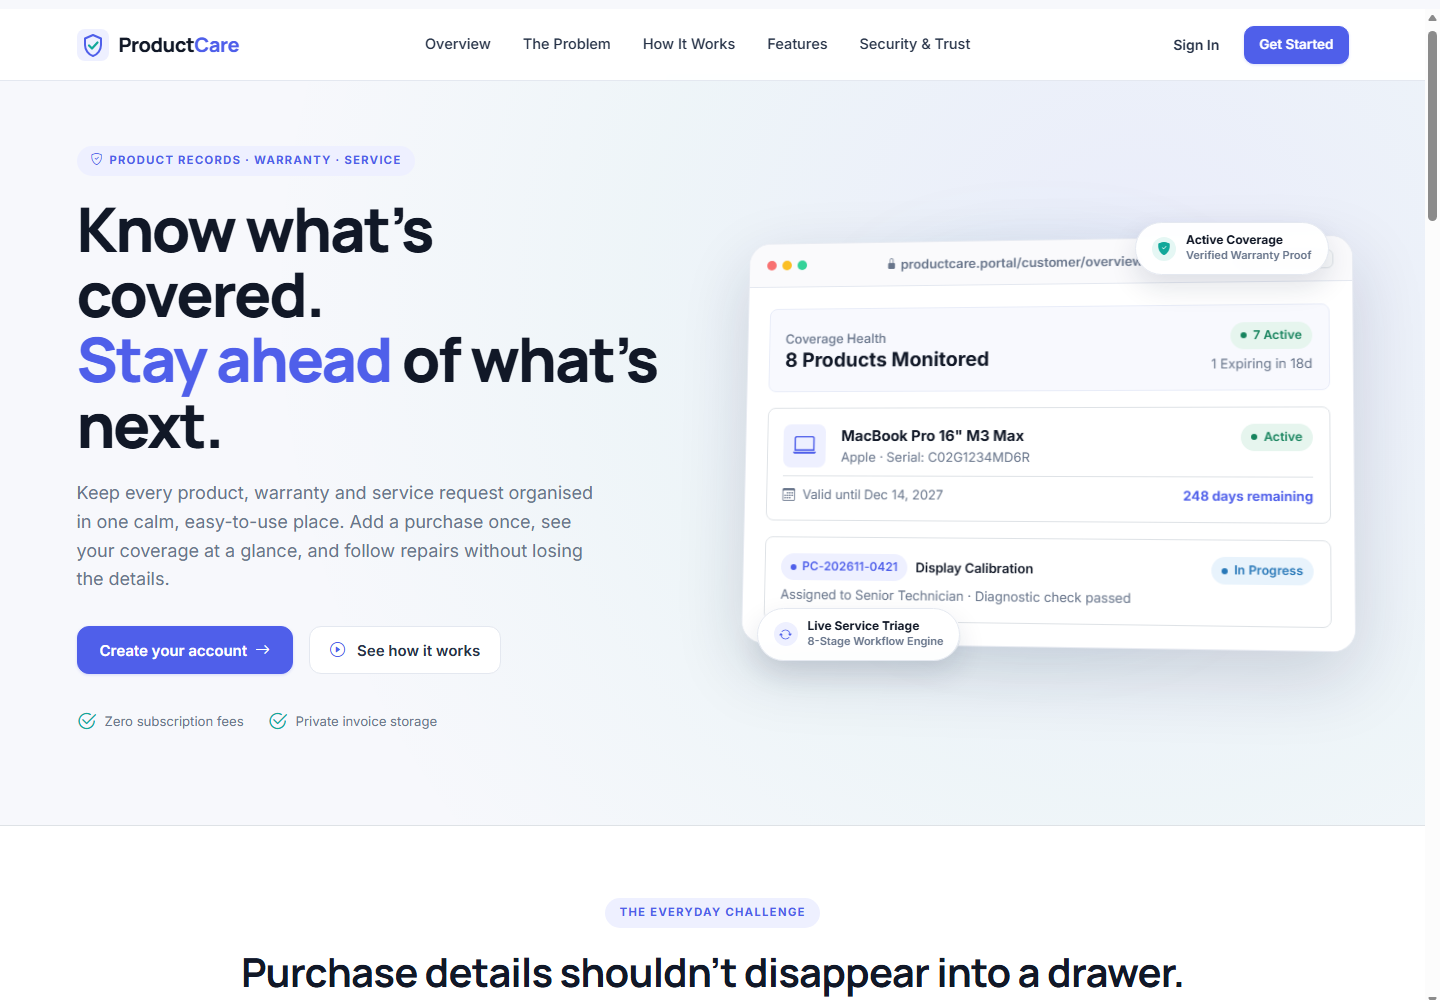 ProductCare
Overview
The Problem
How It Works
Features
Security & Trust
Sign In
Get Started
PRODUCT RECORDS · WARRANTY · SERVICE
Know what’s
covered.
Stay ahead of what’s
next.
Keep every product, warranty and service request organised
in one calm, easy-to-use place. Add a purchase once, see
your coverage at a glance, and follow repairs without losing
the details.
Create your account
See how it works
Zero subscription fees
Private invoice storage
productcare.portal/customer/overview
Active Coverage
Verified Warranty Proof
Coverage Health
8 Products Monitored
7 Active
1 Expiring in 18d
MacBook Pro 16" M3 Max
Apple · Serial: C02G1234MD6R
Active
Valid until Dec 14, 2027
248 days remaining
PC-202611-0421
Display Calibration
In Progress
Assigned to Senior Technician · Diagnostic check passed
Live Service Triage
8-Stage Workflow Engine
THE EVERYDAY CHALLENGE
Purchase details shouldn’t disappear into a drawer.